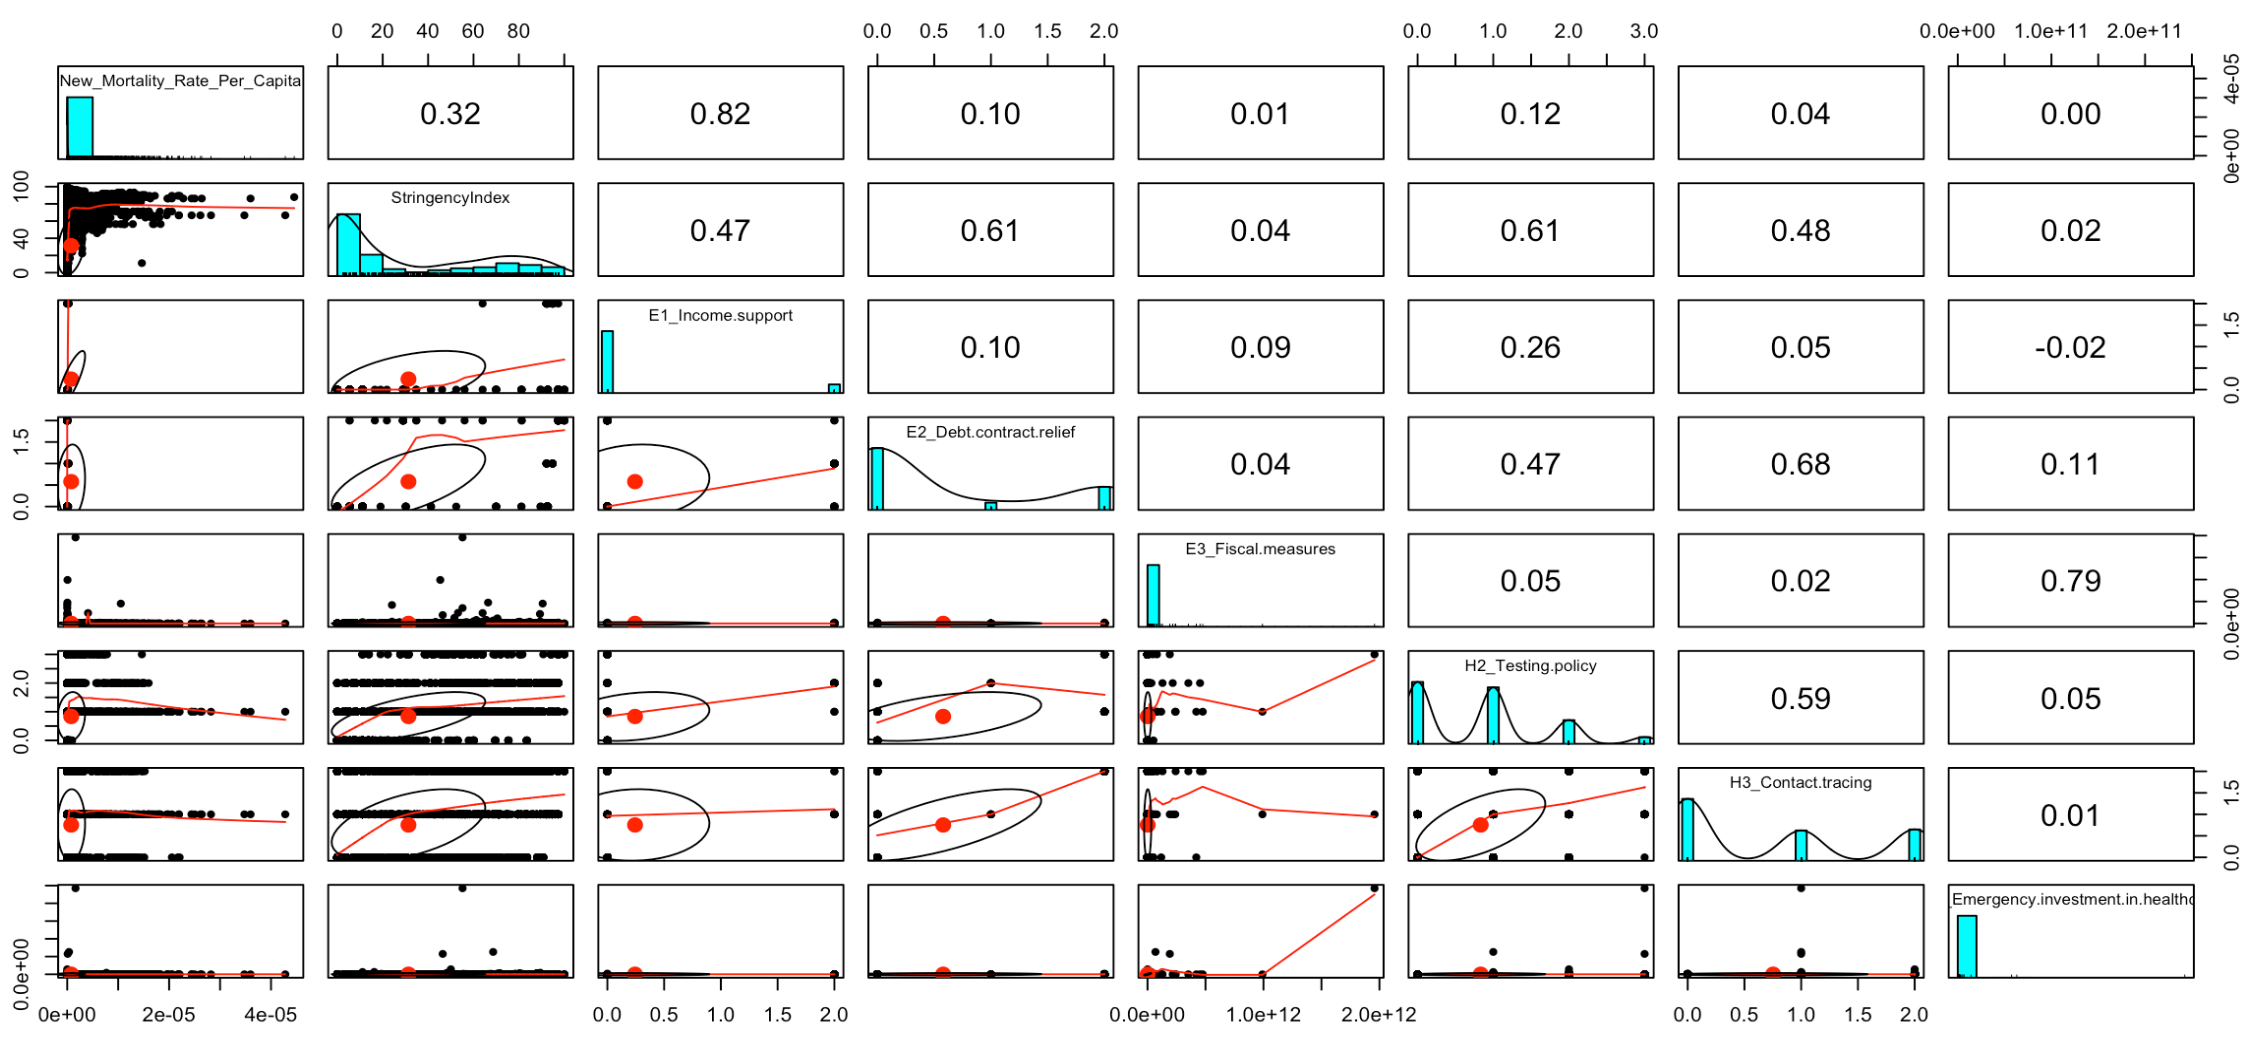 0 20 40 60 80 0.0 0.5 1.0 1.5 2.0 0.0 1.0 2.0 3.0 0.0e+00 1.0e+11 2.0e+11
New_Mortality_Rate_Per_Capita 0.32 0.82 0.10 0.01 0.12 0.04 0.00 0e+00 4e-05
0 40 100 StringencyIndex 0.47 0.61 0.04 0.61 0.48 0.02
E1_Income.support 0.10 0.09 0.26 0.05 -0.02 0.0 1.5
0.0 1.5 E2_Debt.contract.relief 0.04 0.47 0.68 0.11
E3_Fiscal.measures 0.05 0.02 0.79 0.0e+00
0.0 2.0 H2_Testing.policy 0.59 0.05
H3_Contact.tracing 0.01 0.0 1.5
0.0e+00 Emergency.investment.in.healthc
0e+00 2e-05 4e-05 0.0 0.5 1.0 1.5 2.0 0.0e+00 1.0e+12 2.0e+12 0.0 0.5 1.0 1.5 2.0